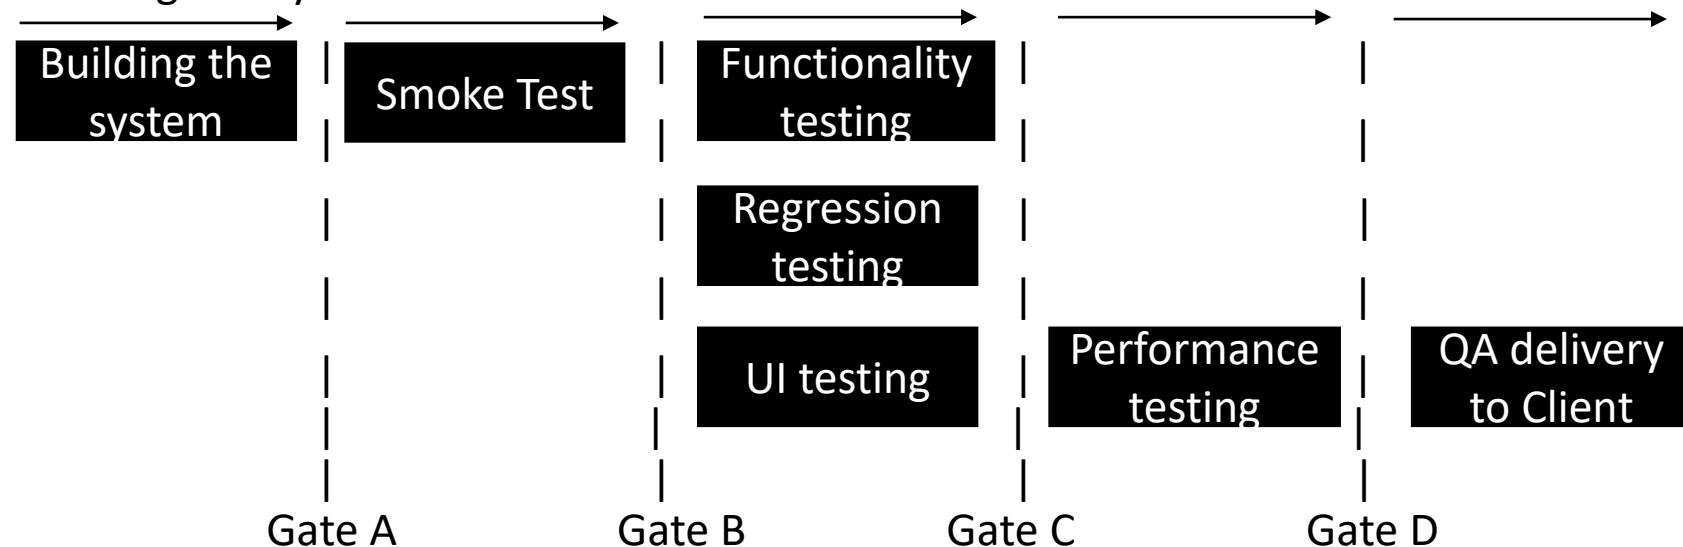 Building the
system
Smoke Test
Functionality
testing
Regression
testing
UI testing
Performance
testing
QA delivery
to Client
Gate A
Gate B
Gate C
Gate D